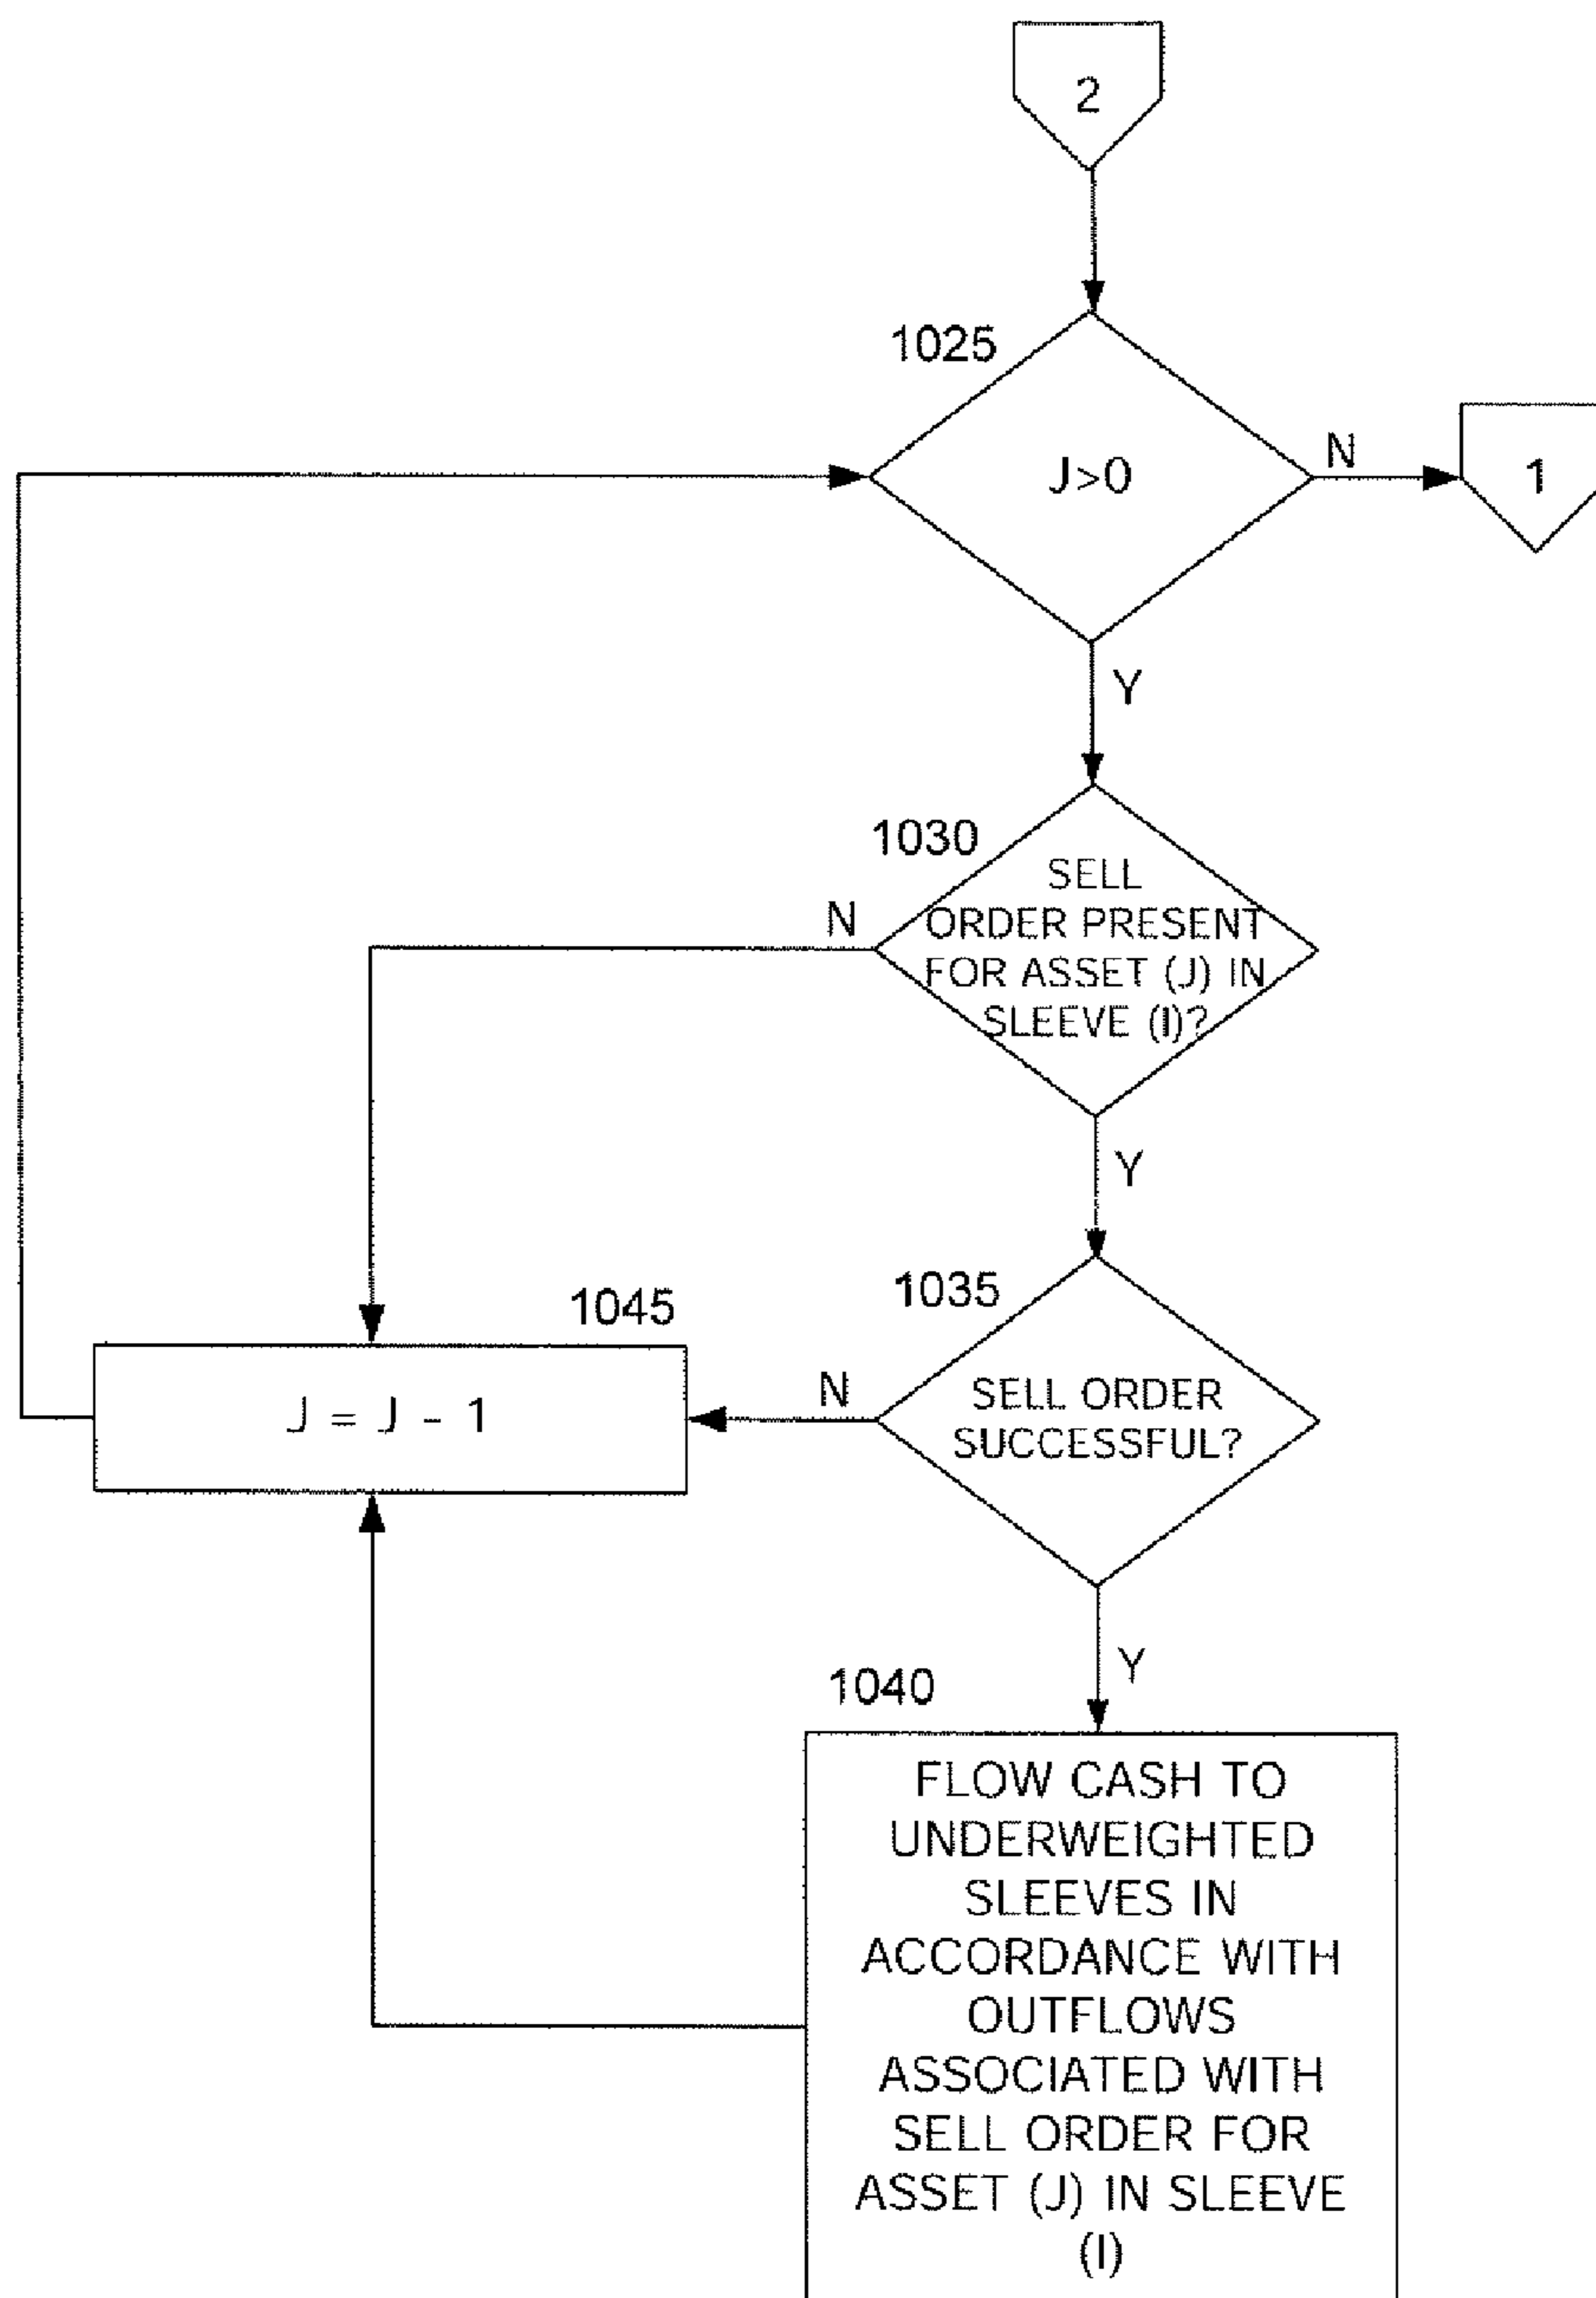 2
1025
J>0
N
1
Y
1030
SELL
ORDER PRESENT
FOR ASSET (J) IN
SLEEVE (I)?
N
Y
1045
1035
J = J - 1
N
SELL ORDER
SUCCESSFUL?
Y
1040
FLOW CASH TO
UNDERWEIGHTED
SLEEVES IN
ACCORDANCE WITH
OUTFLOWS
ASSOCIATED WITH
SELL ORDER FOR
ASSET (J) IN SLEEVE
(I)